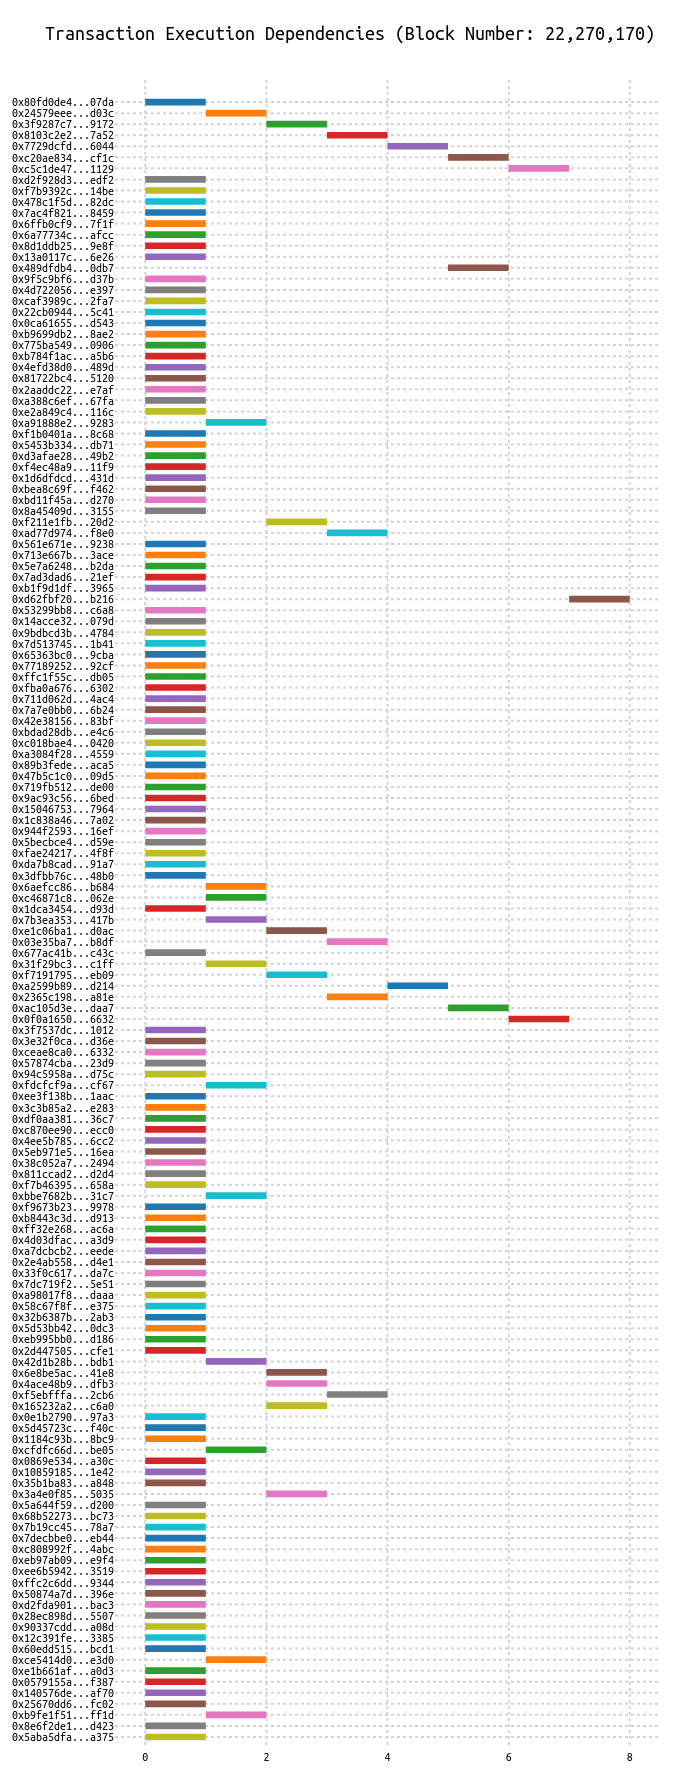 Transaction Execution Dependencies (Block Number: 22,270,170)
0x80fd0de4...07da
0x24579eee...d03c
0x3f9287c7...9172
0x8103c2e2...7a52
0x7729dcfd...6044
0xc20ae834...cf1c
0xc5c1de47...1129
0xd2f928d3...edf2
0xf7b9392c...14be
0x478c1f5d...82dc
0x7ac4f821...8459
0x6ffb0cf9...7f1f
0x6a77734c...afcc
0x8d1ddb25...9e8f
0x13a0117c...6e26
0x489dfdb4...0db7
0x9f5c9bf6...d37b
0x4d722056...e397
0xcaf3989c...2fa7
0x22cb0944...5c41
0x0ca61655...d543
0xb9699db2...8ae2
0x775ba549...0906
0xb784f1ac...a5b6
0x4efd38d0...489d
0x81722bc4...5120
0x2aaddc22...e7af
0xa388c6ef...67fa
0xe2a849c4...116c
0xa91888e2...9283
0xf1b0401a...8c68
0x5453b334...db71
0xd3afae28...49b2
0xf4ec48a9...11f9
0x1d6dfdcd...431d
0xbea8c69f...f462
0xbd11f45a...d270
0x8a45409d...3155
0xf211e1fb...20d2
0xad77d974...f8e0
0x561e671e...9238
0x713e667b...3ace
0x5e7a6248...b2da
0x7ad3dad6...21ef
0xb1f9d1df...3965
0xd62fbf20...b216
0x53299bb8...c6a8
0x14acce32...079d
0x9bdbcd3b...4784
0x7d513745...1b41
0x65363bc0...9cba
0x77189252...92cf
0xffc1f55c...db05
0xfba0a676...6302
0x711d062d...4ac4
0x7a7e0bb0...6b24
0x42e38156...83bf
0xbdad28db...e4c6
0xc018bae4...0420
0xa3084f28...4559
0x89b3fede...aca5
0x47b5c1c0...09d5
0x719fb512...de00
0x9ac93c56...6bed
0x15046753...7964
0x1c838a46...7a02
0x944f2593...16ef
0x5becbce4...d59e
0xfae24217...4f8f
0xda7b8cad...91a7
0x3dfbb76c...48b0
0x6aefcc86...b684
0xc46871c8...062e
0x1dca3454...d93d
0x7b3ea353...417b
0xe1c06ba1...d0ac
0x03e35ba7...b8df
0x677ac41b...c43c
0x31f29bc3...c1ff
0xf7191795...eb09
0xa2599b89...d214
0x2365c198...a81e
0xac105d3e...daa7
0x0f0a1650...6632
0x3f7537dc...1012
0x3e32f0ca...d36e
0xceae8ca0...6332
0x57874cba...23d9
0x94c5958a...d75c
0xfdcfcf9a...cf67
0xee3f138b...1aac
0x3c3b85a2...e283
0xdf0aa381...36c7
0xc870ee90...ecc0
0x4ee5b785...6cc2
0x5eb971e5...16ea
0x38c052a7...2494
0x811ccad2...d2d4
0xf7b46395...658a
0xbbe7682b...31c7
0xf9673b23...9978
0xb8443c3d...d913
0xff32e268...ac6a
0x4d03dfac...a3d9
0xa7dcbcb2...eede
0x2e4ab558...d4e1
0x33f0c617...da7c
0x7dc719f2...5e51
0xa98017f8...daaa
0x58c67f8f...e375
0x32b6387b...2ab3
0x5d53bb42...0dc3
0xeb995bb0...d186
0x2d447505...cfe1
0x42d1b28b...bdb1
0x6e8be5ac...41e8
0x4ace48b9...dfb3
0xf5ebfffa...2cb6
0x165232a2...c6a0
0x0e1b2790...97a3
0x5d45723c...f40c
0x1184c93b...8bc9
0xcfdfc66d...be05
0x0869e534...a30c
0x10859185...1e42
0x35b1ba83...a848
0x3a4e0f85...5035
0x5a644f59...d200
0x68b52273...bc73
0x7b19cc45...78a7
0x7decbbe0...eb44
0xc808992f...4abc
0xeb97ab09...e9f4
0xee6b5942...3519
0xffc2c6dd...9344
0x50874a7d...396e
0xd2fda901...bac3
0x28ec898d...5507
0x90337cdd...a08d
0x12c391fe...3385
0x60edd515...bcd1
0xce5414d0...e3d0
0xe1b661af...a0d3
0x0579155a...f387
0x140576de...af70
0x25670dd6...fc02
0xb9fe1f51...ff1d
0x8e6f2de1...d423
0x5aba5dfa...a375
0 2 4 6 8